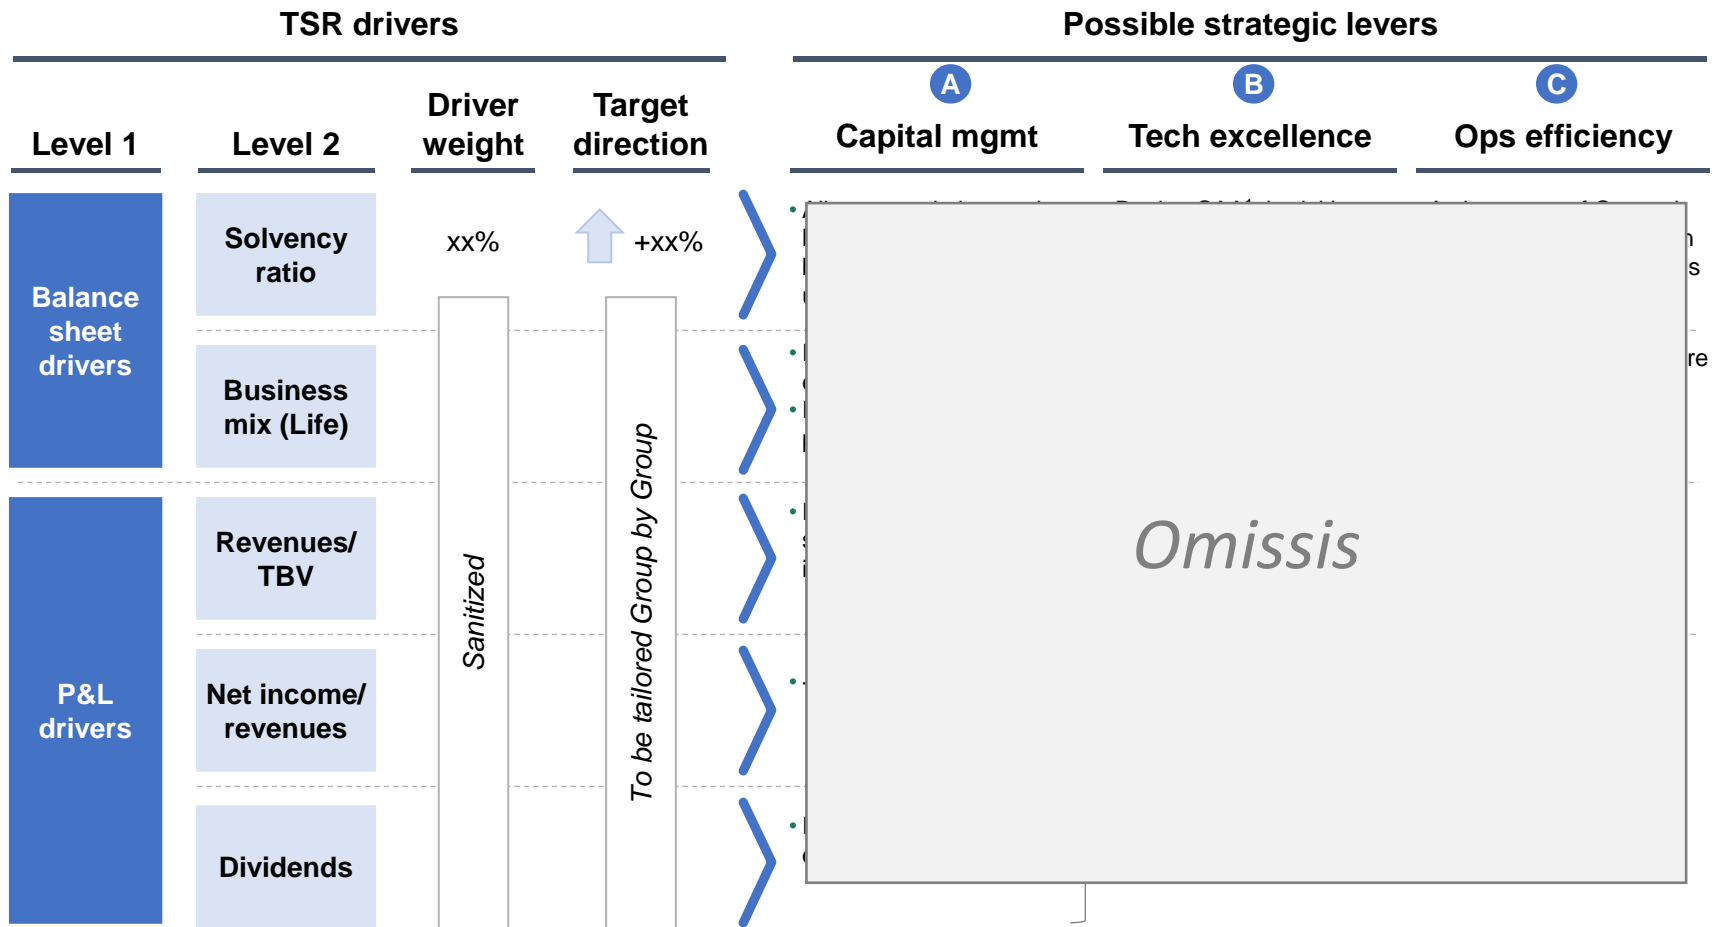 TSR drivers
Possible strategic levers
A
B
C
Level 1
Level 2
Driver
weight
Target
direction
Capital mgmt
Tech excellence
Ops efficiency
Balance
sheet
drivers
Solvency
ratio
xx%
+xx%
Business
mix (Life)
Sanitized
To be tailored Group by Group
Omissis
P&L
drivers
Revenues/
TBV
Net income/
revenues
Dividends